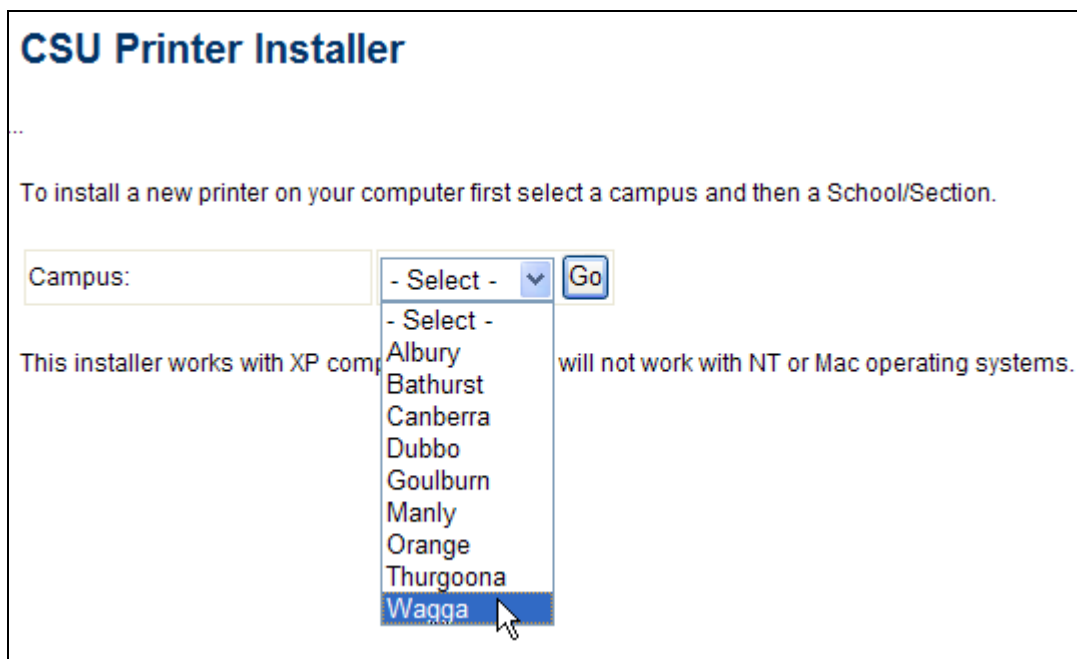 CSU Printer Installer
...
To install a new printer on your computer first select a campus and then a School/Section.
Campus: - Select - Go
- Select -
Albury
This installer works with XP will not work with NT or Mac operating systems.
Bathurst
Canberra
Dubbo
Goulburn
Manly
Orange
Thurgoona
Wagga